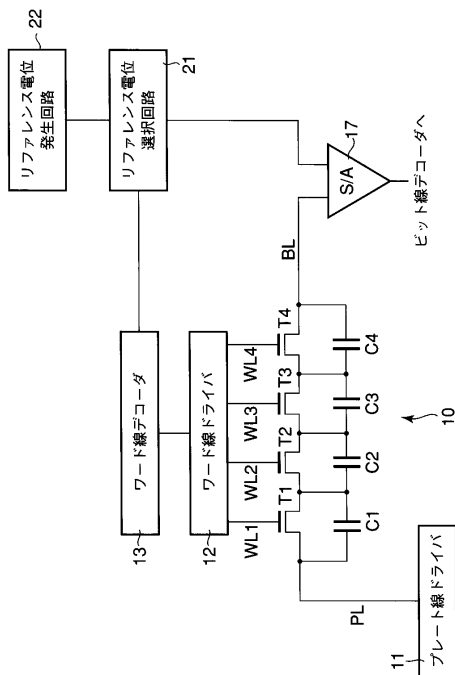 22
リファレンス電位
発生回路
21
リファレンス電位
選択回路
17
S/A
ビット線デコーダへ
BL
ワード線デコーダ
13
ワード線ドライバ
12
WL1
WL2
WL3
WL4
T1
T2
T3
T4
C1
C2
C3
C4
10
PL
プレート線ドライバ
11